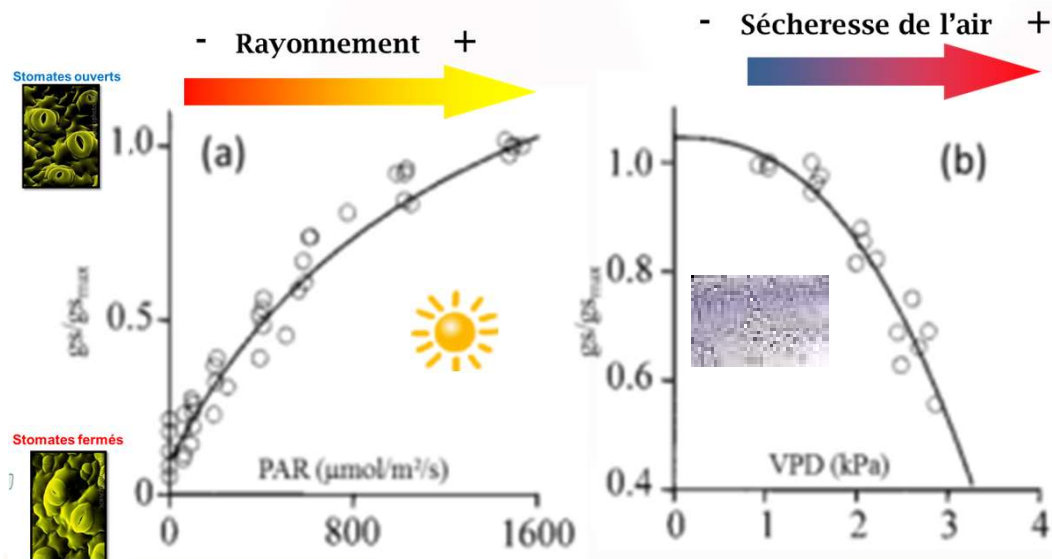 - Rayonnement +
- Sécheresse de l'air +
Stomates ouverts
(a)
1.0
0.5
0
gs/gsmax
PAR (µmol/m²/s)
0 800 1600
Stomates fermés
(b)
1.0
0.8
0.6
0.4
gs/gsmax
VPD (kPa)
0 1 2 3 4